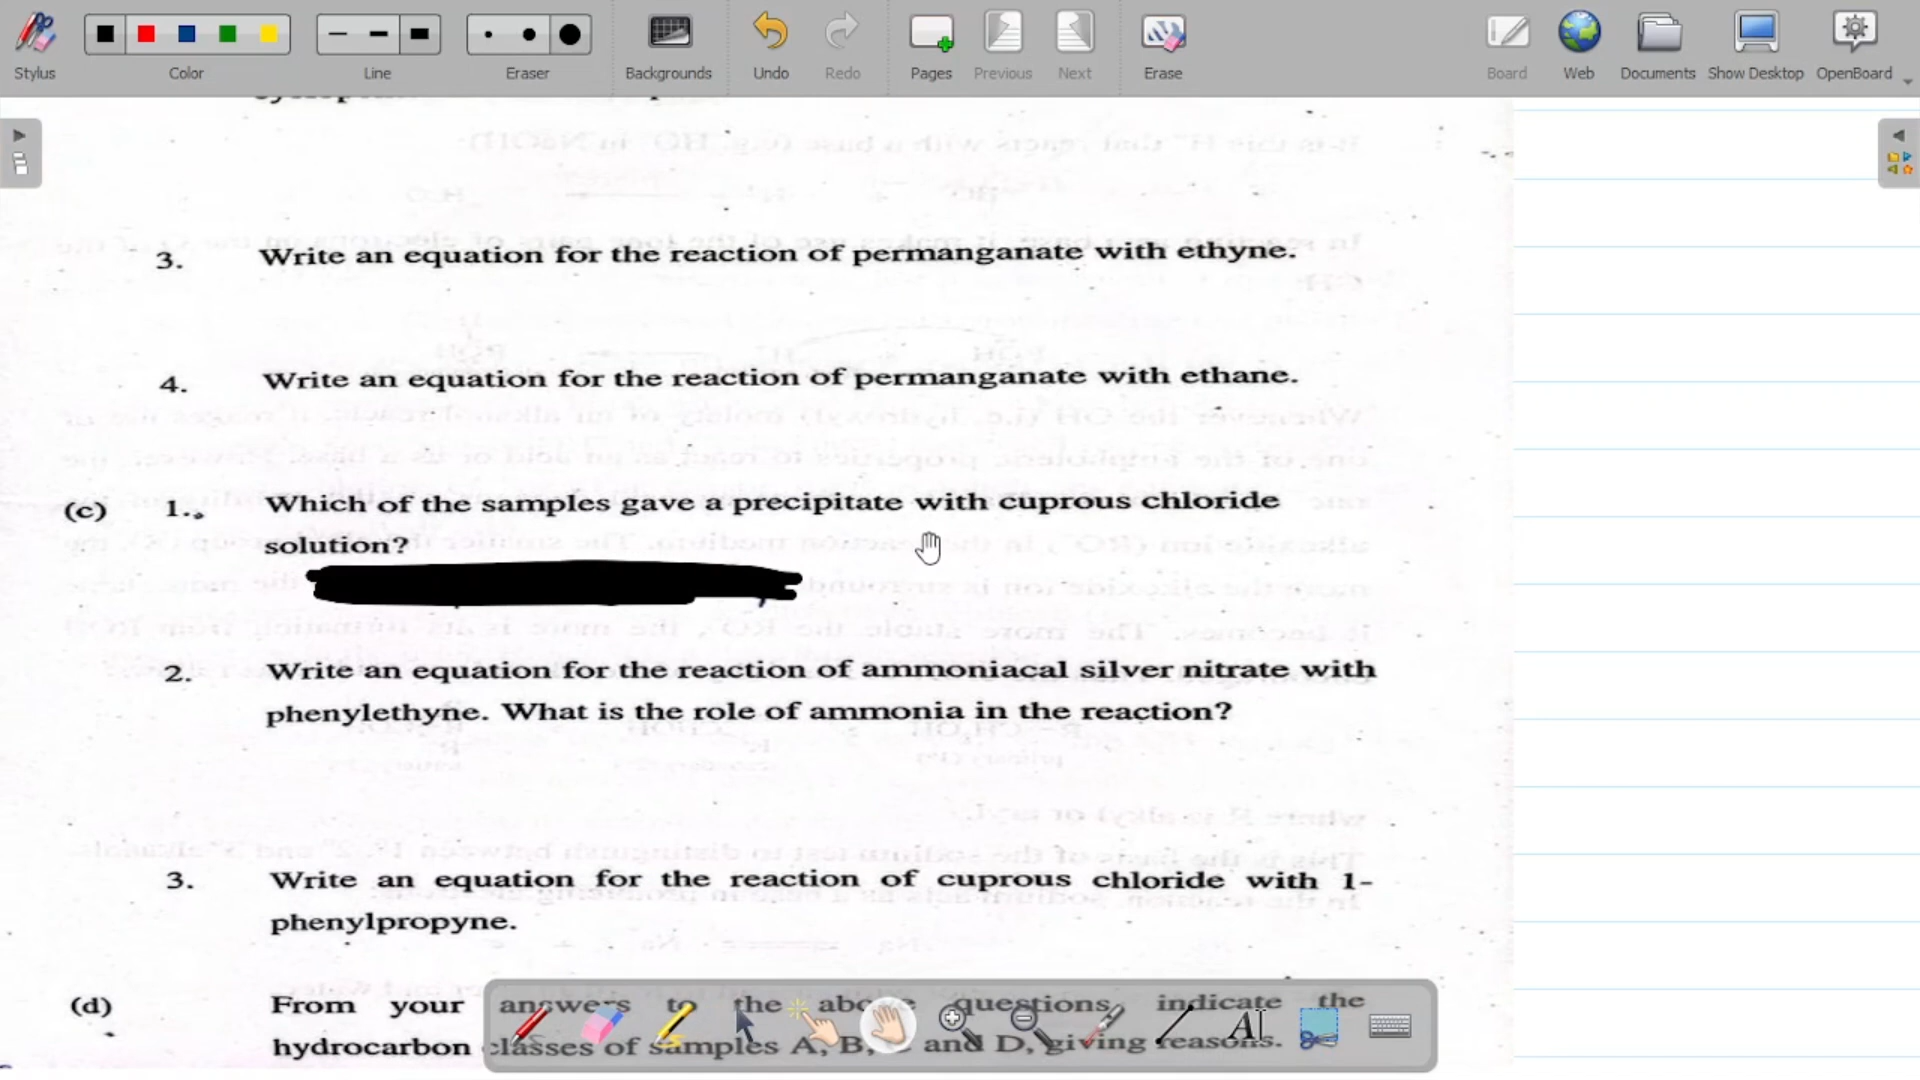 Stylus
Color
Line
Eraser
Backgrounds
Undo
Redo
Pages
Previous
Next
Erase
Board
Web
Documents
Show Desktop
OpenBoard
3. Write an equation for the reaction of permanganate with ethyne.
4. Write an equation for the reaction of permanganate with ethane.
(c) 1. Which of the samples gave a precipitate with cuprous chloride
solution?
2. Write an equation for the reaction of ammoniacal silver nitrate with
phenylethyne. What is the role of ammonia in the reaction?
3. Write an equation for the reaction of cuprous chloride with 1-
phenylpropyne.
(d) From your answers to the above questions indicate the
hydrocarbon classes of samples A, B, C and D, giving reasons.